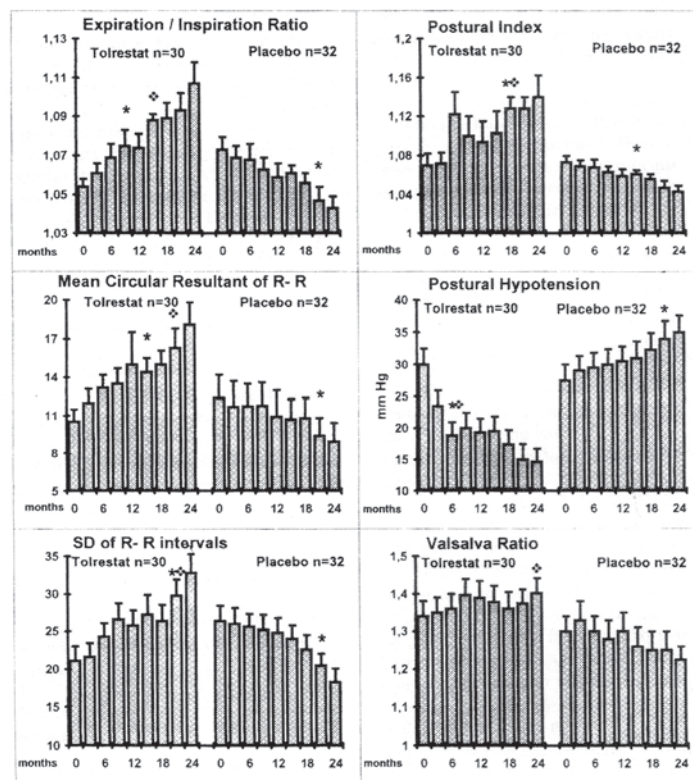 Expiration / Inspiration Ratio
Tolrestat n=30 Placebo n=32
1,13
1,11
1,09
1,07
1,05
1,03
* ❖ *
months 0 6 12 18 24 0 6 12 18 24
Postural Index
Tolrestat n=30 Placebo n=32
1,2
1,16
1,12
1,08
1,04
1
*❖ *
months 0 6 12 18 24 0 6 12 18 24
Mean Circular Resultant of R- R
Tolrestat n=30 Placebo n=32
20
17
14
11
8
5
* ❖ *
months 0 6 12 18 24 0 6 12 18 24
Postural Hypotension
Tolrestat n=30 Placebo n=32
mm Hg
40
35
30
25
20
15
10
*❖ *
months 0 6 12 18 24 0 6 12 18 24
SD of R- R intervals
Tolrestat n=30 Placebo n=32
35
30
25
20
15
10
*❖ *
months 0 6 12 18 24 0 6 12 18 24
Valsalva Ratio
Tolrestat n=30 Placebo n=32
1,5
1,4
1,3
1,2
1,1
1
❖
months 0 6 12 18 24 0 6 12 18 24